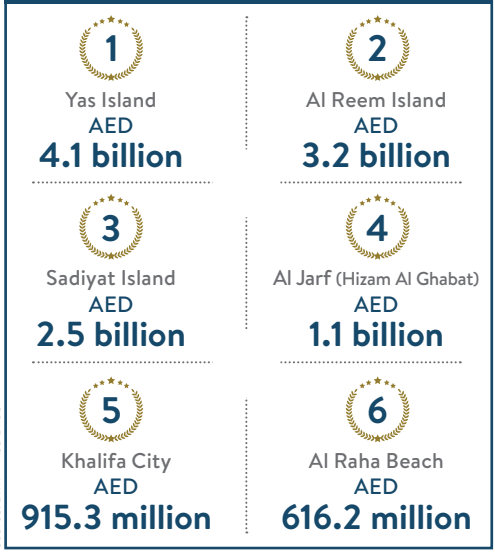 1
Yas Island
AED
4.1 billion
2
Al Reem Island
AED
3.2 billion
3
Sadiyat Island
AED
2.5 billion
4
Al Jarf (Hizam Al Ghabat)
AED
1.1 billion
5
Khalifa City
AED
915.3 million
6
Al Raha Beach
AED
616.2 million